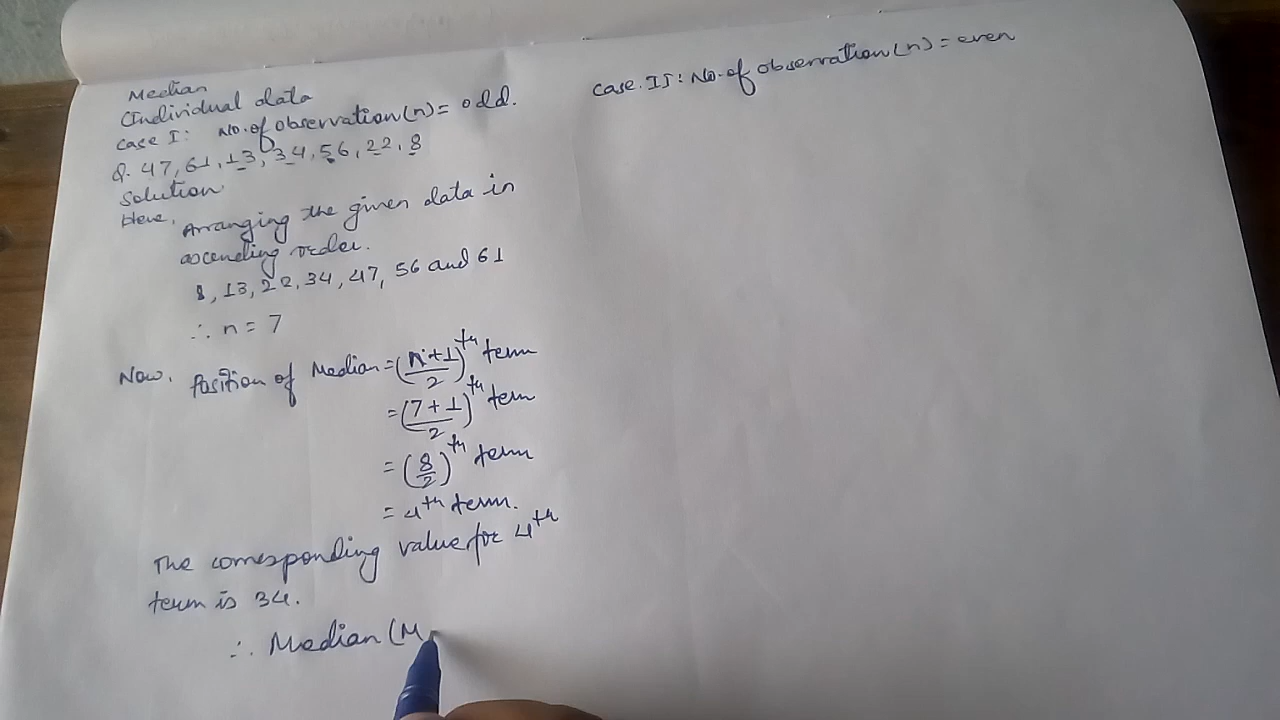 Median
(Individual data
Case I: No. of observation (n) = odd.
Q. 47, 61, 13, 34, 56, 22, 8
Solution
Here, Arranging the given data in
ascending order.
8, 13, 22, 34, 47, 56 and 61
∴ n = 7
Now, Position of Median = (n+1/2)th term
= (7+1/2)th term
= (8/2)th term
= 4th term.
The corresponding value for 4th
term is 34.
∴ Median (M
Case. II: No. of observation (n) = even